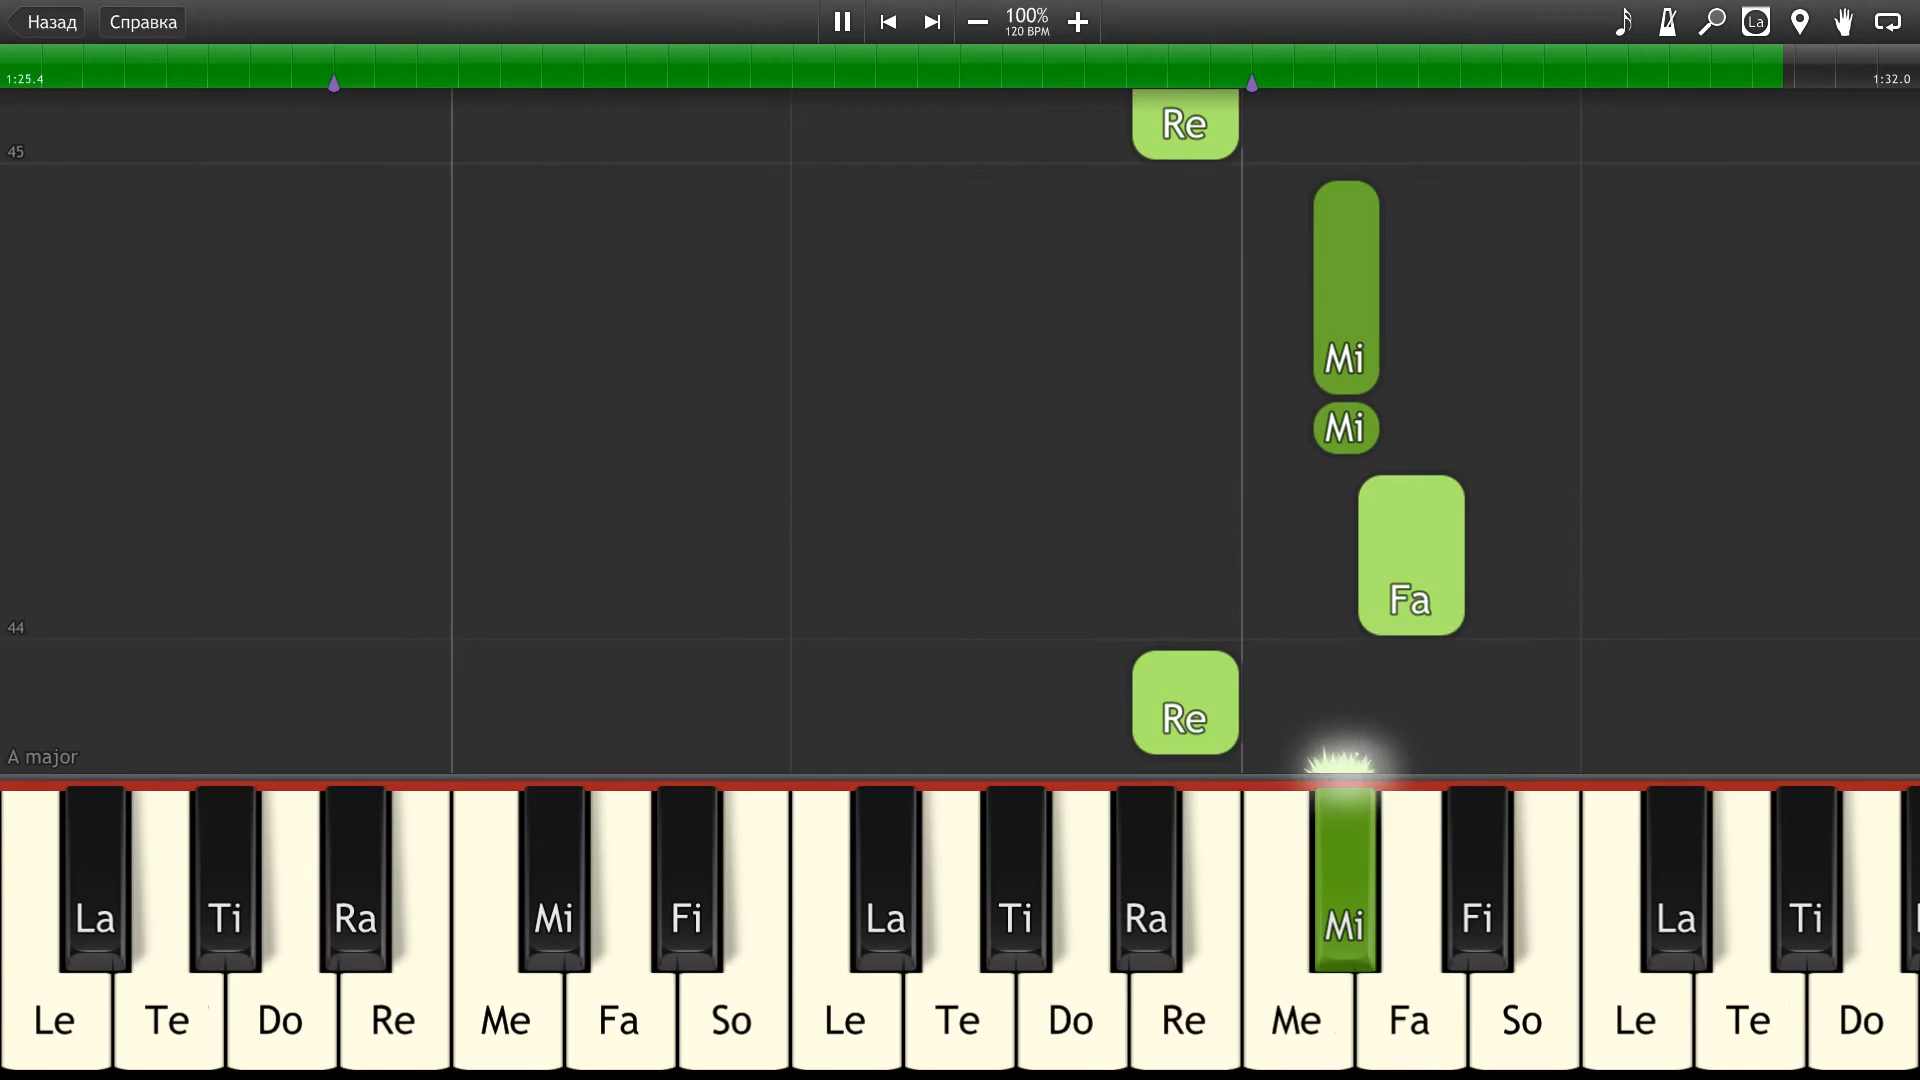 Назад Справка 100%
120 BPM
La
1:25.4 1:32.0
Re
45
Mi
Mi
Fa
44
Re
A major
La Ti Ra Mi Fi La Ti Ra Mi Fi La Ti
Le Te Do Re Me Fa So Le Te Do Re Me Fa So Le Te Do